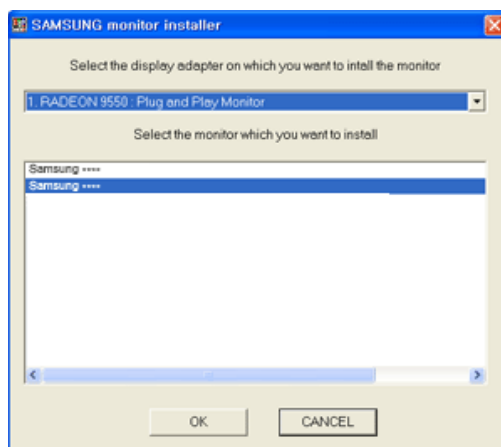 SAMSUNG monitor installer
Select the display adapter on which you want to intall the monitor
1. RADEON 9550 : Plug and Play Monitor
Select the monitor which you want to install
Samsung ****
Samsung ****
OK
CANCEL